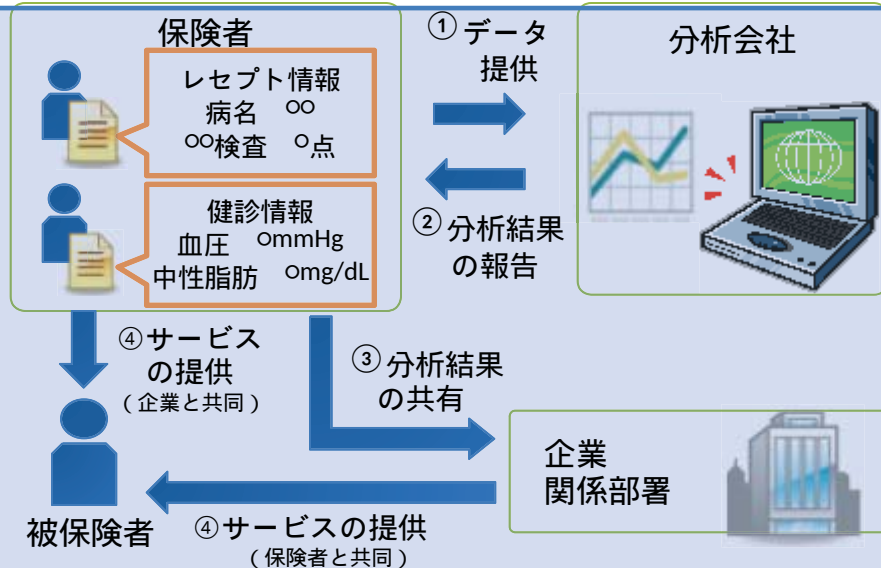 保険者
レセプト情報
病名 ○○
○○検査 ○点
健診情報
血圧 ○mmHg
中性脂肪 ○mg/dL
①データ
提供
②分析結果
の報告
分析会社
④サービス
の提供
(企業と共同)
③分析結果
の共有
企業
関係部署
被保険者
④サービスの提供
(保険者と共同)